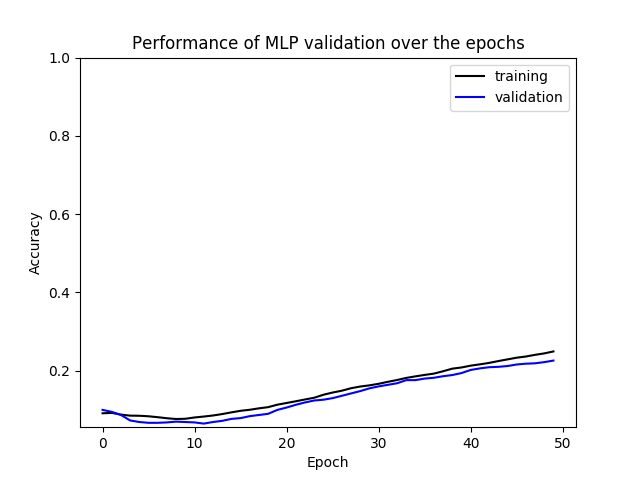 Performance of MLP validation over the epochs
1.0
training
validation
0.8
0.6
Accuracy
0.4
0.2
0 10 20 30 40 50
Epoch